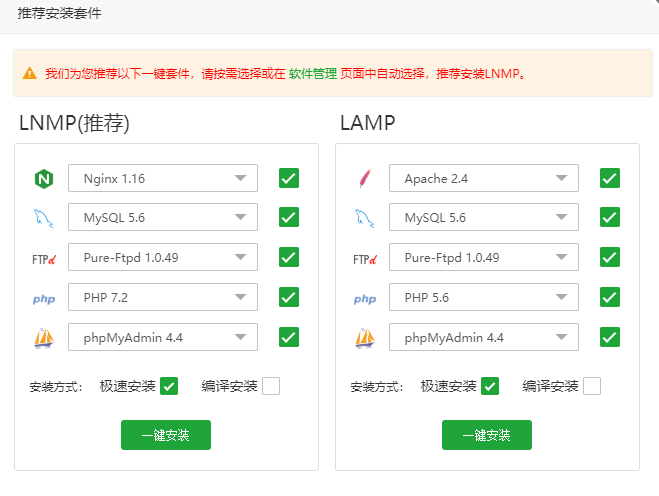 推荐安装套件
我们为您推荐以下一键套件，请按需选择或在 软件管理 页面中自动选择，推荐安装LNMP。
LNMP(推荐)
Nginx 1.16
MySQL 5.6
FTPd Pure-Ftpd 1.0.49
php PHP 7.2
phpMyAdmin 4.4
安装方式： 极速安装 编译安装
一键安装
LAMP
Apache 2.4
MySQL 5.6
FTPd Pure-Ftpd 1.0.49
php PHP 5.6
phpMyAdmin 4.4
安装方式： 极速安装 编译安装
一键安装